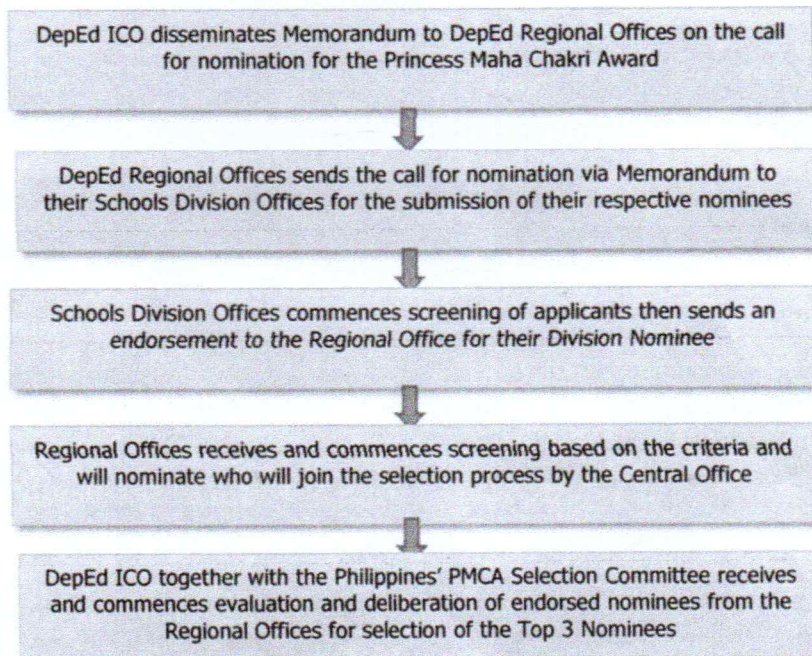 DepEd ICO disseminates Memorandum to DepEd Regional Offices on the call
for nomination for the Princess Maha Chakri Award
DepEd Regional Offices sends the call for nomination via Memorandum to
their Schools Division Offices for the submission of their respective nominees
Schools Division Offices commences screening of applicants then sends an
endorsement to the Regional Office for their Division Nominee
Regional Offices receives and commences screening based on the criteria and
will nominate who will join the selection process by the Central Office
DepEd ICO together with the Philippines' PMCA Selection Committee receives
and commences evaluation and deliberation of endorsed nominees from the
Regional Offices for selection of the Top 3 Nominees